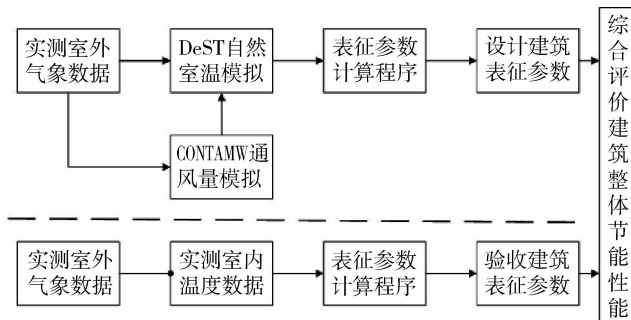 实测室外
气象数据
DeST自然
室温模拟
表征参数
计算程序
设计建筑
表征参数
CONTAMW通
风量模拟
实测室外
气象数据
实测室内
温度数据
表征参数
计算程序
验收建筑
表征参数
综合评价建筑整体节能性能